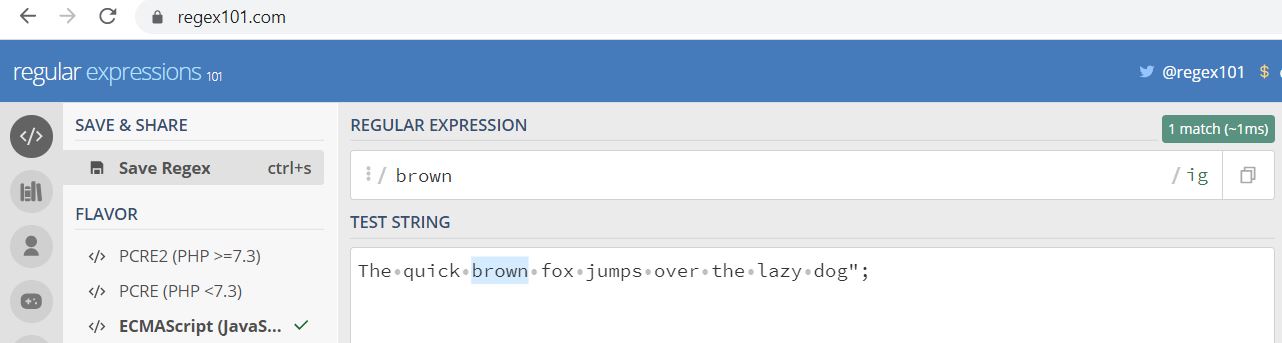 regex101.com
regular expressions 101
@regex101 $
SAVE & SHARE
Save Regex ctrl+s
FLAVOR
</> PCRE2 (PHP >=7.3)
</> PCRE (PHP <7.3)
</> ECMAScript (JavaS...
REGULAR EXPRESSION
1 match (~1ms)
/ brown / ig
TEST STRING
The·quick·brown·fox·jumps·over·the·lazy·dog";